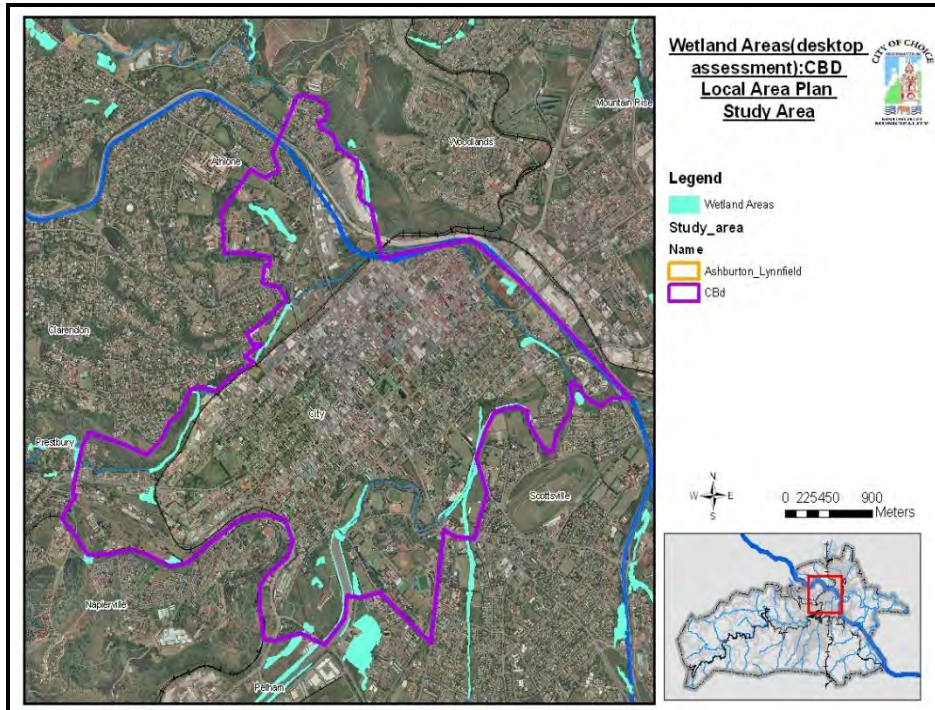 Wetland Areas(desktop
assessment):CBD
Local Area Plan
Study Area
CITY OF CHOICE
MUNICIPALITY
Legend
Wetland Areas
Study_area
Name
Ashburton_Lynnfield
CBd
Mountain Rise
Woodlands
Athlone
Clarendon
City
Prestbury
Scottsville
Napierville
Pelham
N
W E
S
0 225450 900
Meters